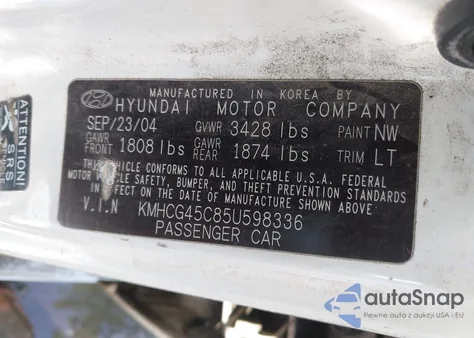 MANUFACTURED IN KOREA BY
HYUNDAI MOTOR COMPANY
SEP/23/04 GVWR 3428 lbs PAINT NW
GAWR FRONT 1808 lbs GAWR REAR 1874 lbs TRIM LT
THIS VEHICLE CONFORMS TO ALL APPLICABLE U.S.A. FEDERAL
MOTOR VEHICLE SAFETY, BUMPER, AND THEFT PREVENTION STANDARDS
IN EFFECT ON THE DATE OF MANUFACTURE SHOWN ABOVE.
V.I.N KMHCG45C85U598336
PASSENGER CAR
ATTENTION!
SRS
autoSnap
Pewne auta z aukcji USA i EU